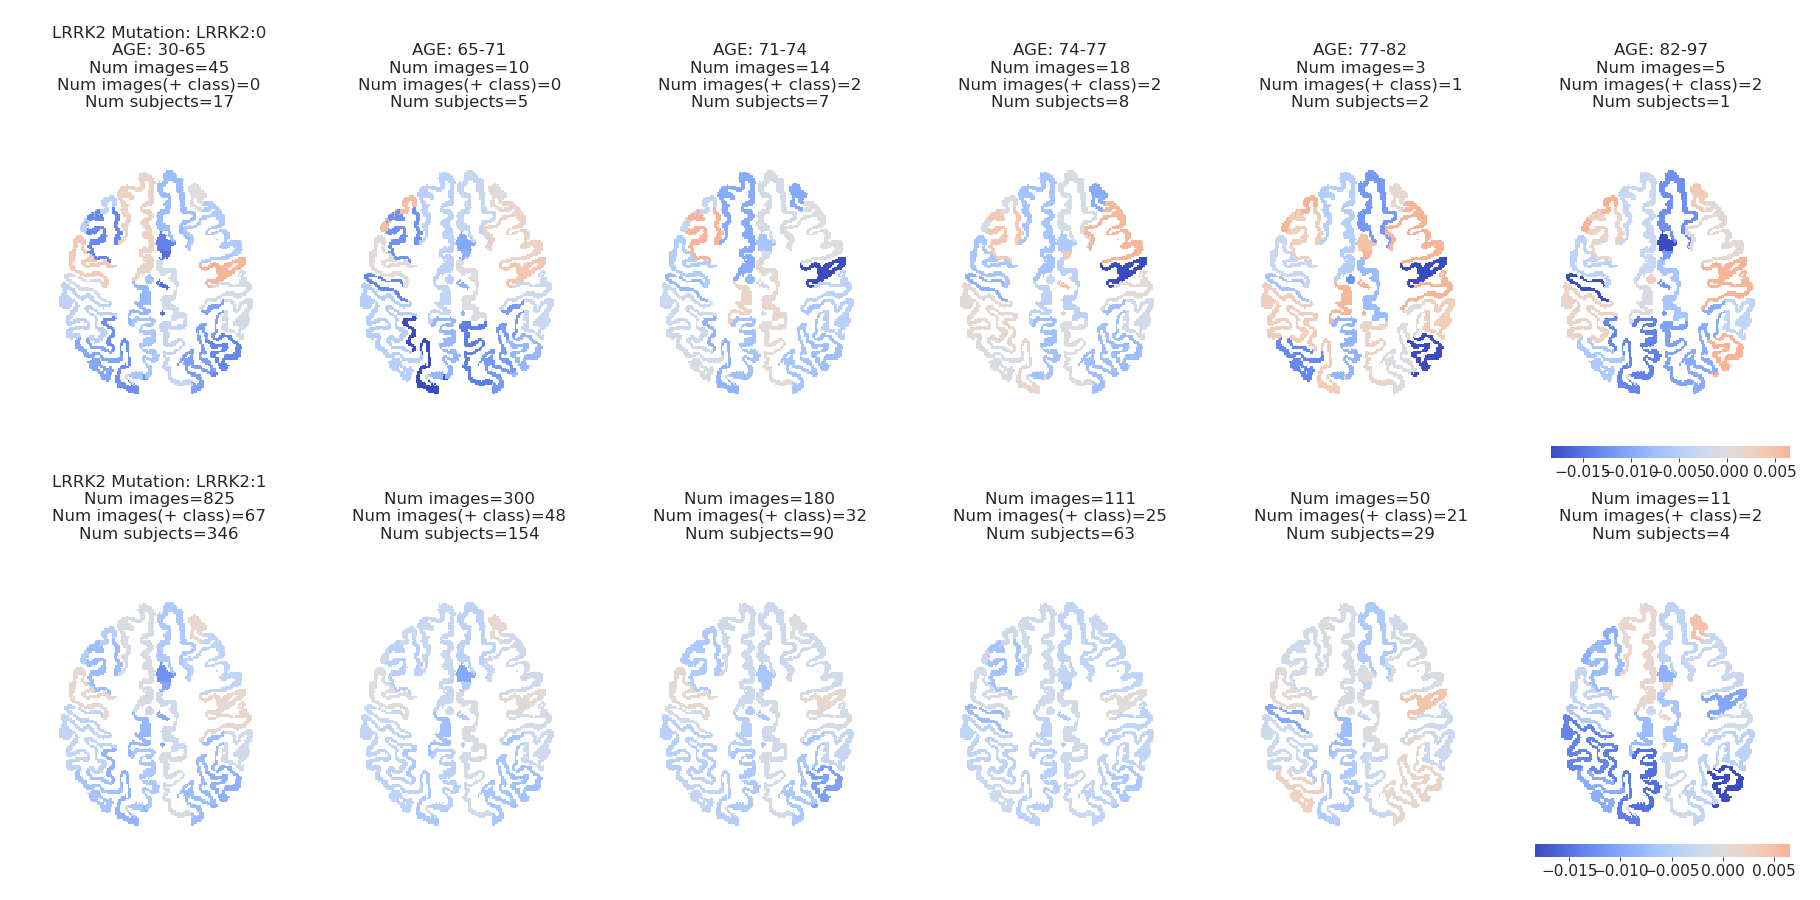 LRRK2 Mutation: LRRK2:0
AGE: 30-65
Num images=45
Num images(+ class)=0
Num subjects=17
AGE: 65-71
Num images=10
Num images(+ class)=0
Num subjects=5
AGE: 71-74
Num images=14
Num images(+ class)=2
Num subjects=7
AGE: 74-77
Num images=18
Num images(+ class)=2
Num subjects=8
AGE: 77-82
Num images=3
Num images(+ class)=1
Num subjects=2
AGE: 82-97
Num images=5
Num images(+ class)=2
Num subjects=1
−0.015 −0.010 −0.005 0.000 0.005
LRRK2 Mutation: LRRK2:1
Num images=825
Num images(+ class)=67
Num subjects=346
Num images=300
Num images(+ class)=48
Num subjects=154
Num images=180
Num images(+ class)=32
Num subjects=90
Num images=111
Num images(+ class)=25
Num subjects=63
Num images=50
Num images(+ class)=21
Num subjects=29
Num images=11
Num images(+ class)=2
Num subjects=4
−0.015 −0.010 −0.005 0.000 0.005